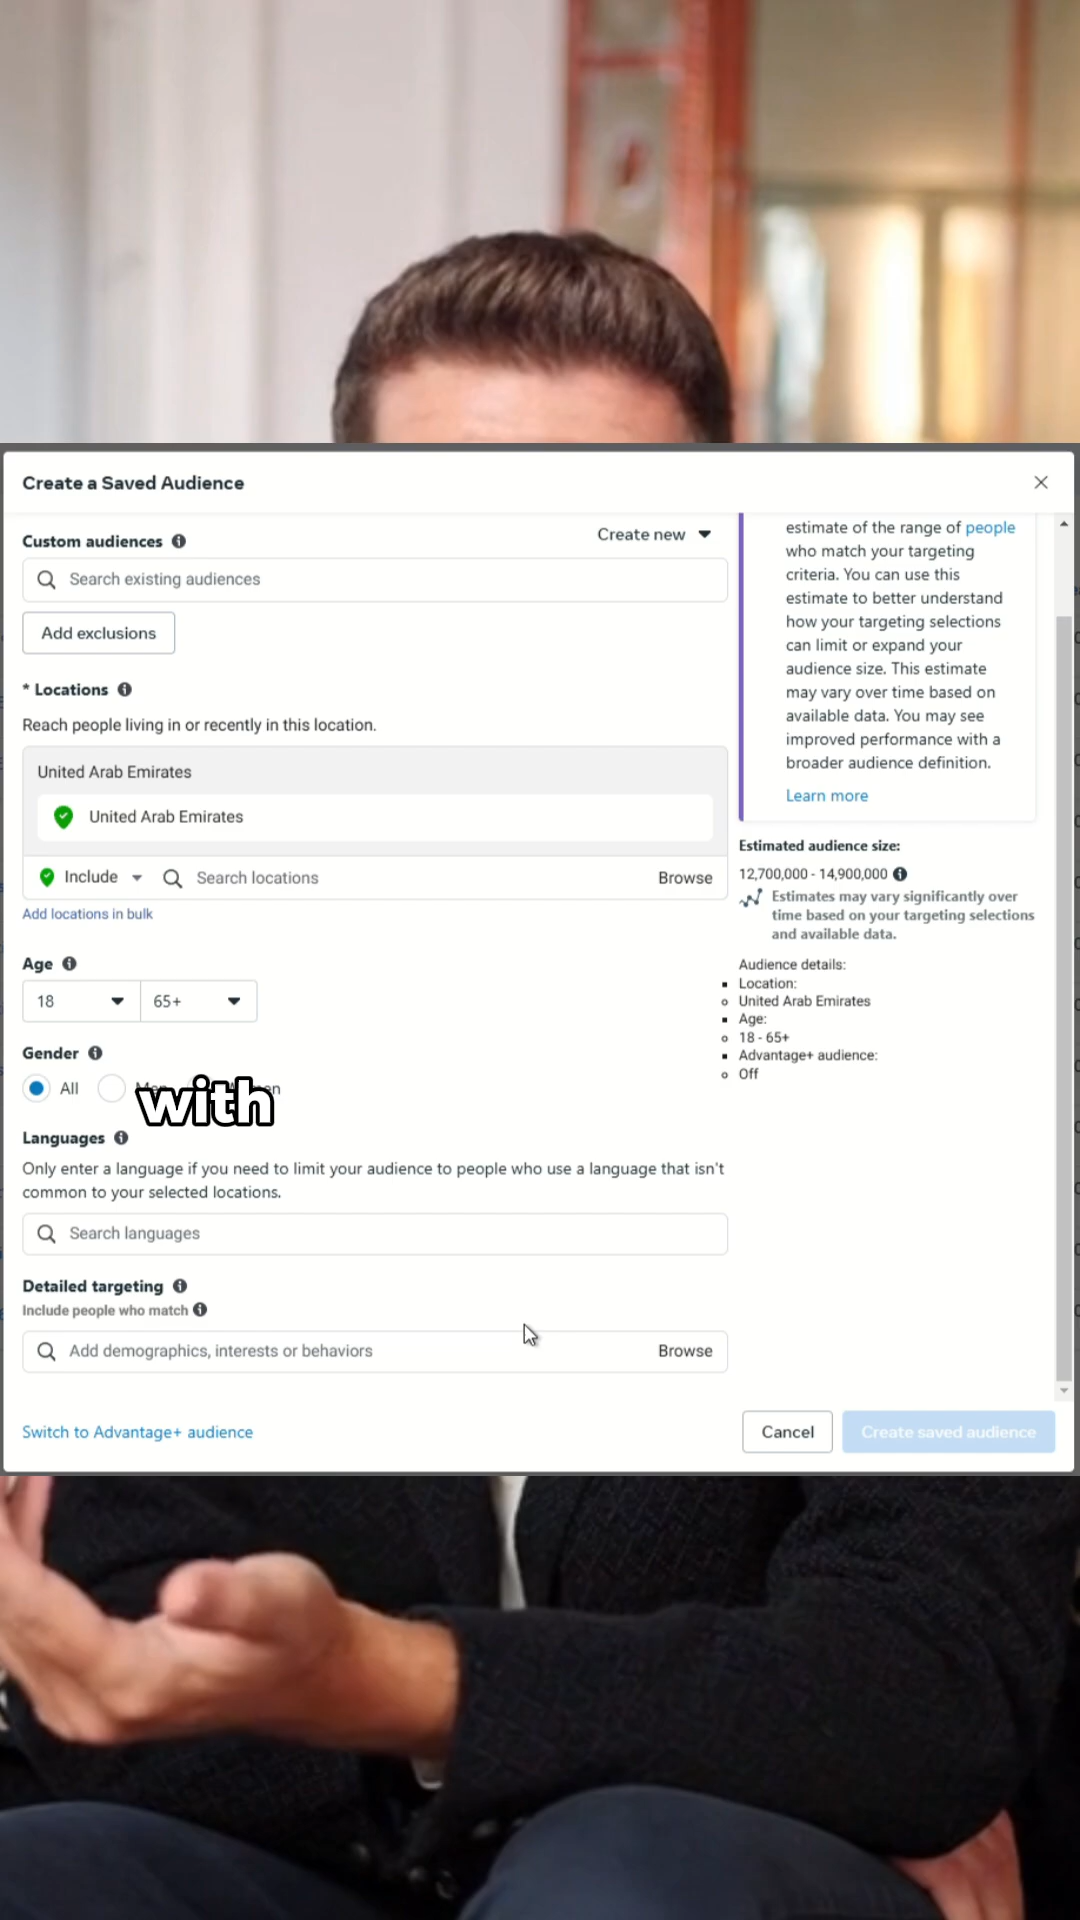 Create a Saved Audience
Custom audiences
Create new
Search existing audiences
Add exclusions
* Locations
Reach people living in or recently in this location.
United Arab Emirates
United Arab Emirates
Include
Search locations
Browse
Add locations in bulk
Age
18
65+
Gender
All
with
Languages
Only enter a language if you need to limit your audience to people who use a language that isn't
common to your selected locations.
Search languages
Detailed targeting
Include people who match
Add demographics, interests or behaviors
Browse
estimate of the range of people
who match your targeting
criteria. You can use this
estimate to better understand
how your targeting selections
can limit or expand your
audience size. This estimate
may vary over time based on
available data. You may see
improved performance with a
broader audience definition.
Learn more
Estimated audience size:
12,700,000 - 14,900,000
Estimates may vary significantly over
time based on your targeting selections
and available data.
Audience details:
Location:
United Arab Emirates
Age:
18 - 65+
Advantage+ audience:
Off
Switch to Advantage+ audience
Cancel
Create saved audience